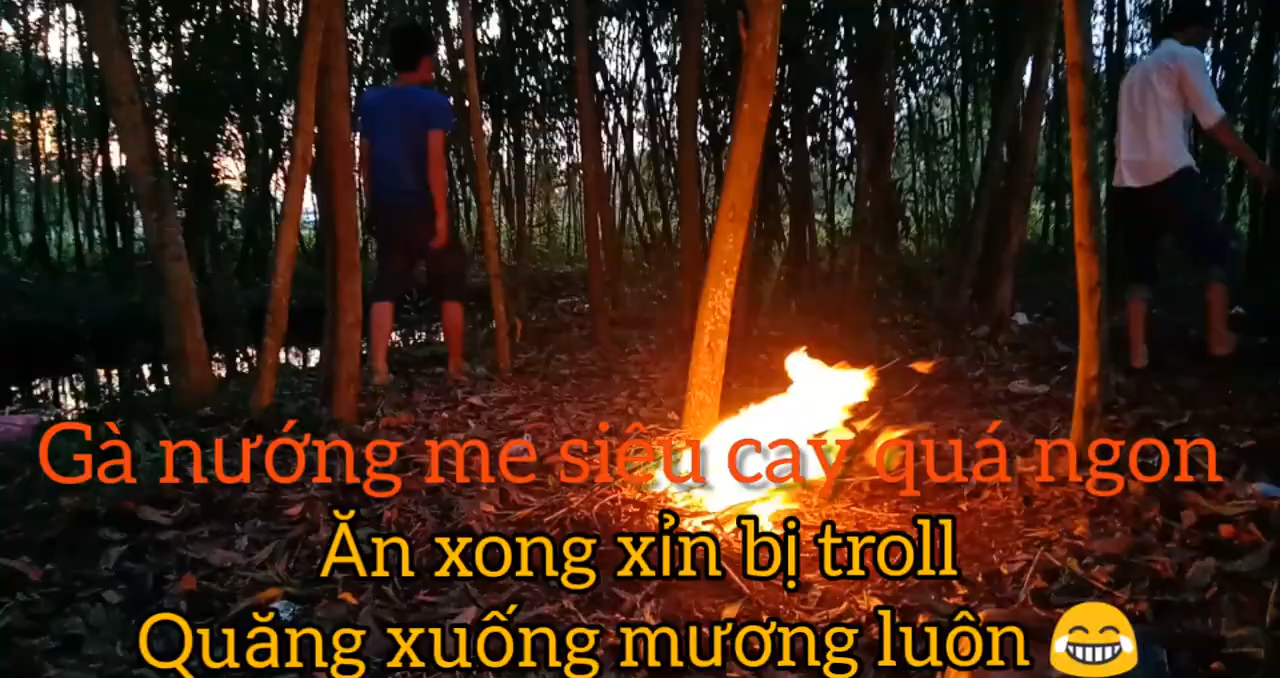 Gà nướng me siêu cay quá ngon
Ăn xong xỉn bị troll
Quăng xuống mương luôn 😂